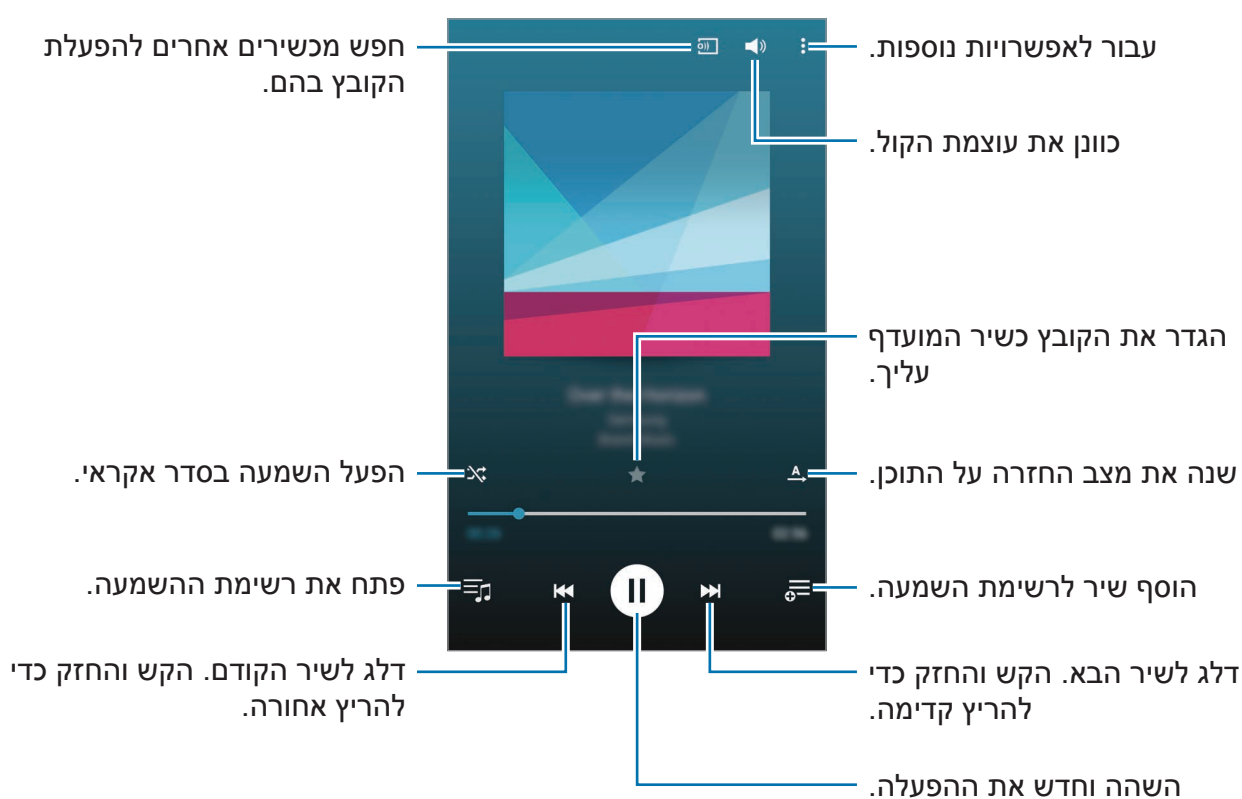 חפש מכשירים אחרים להפעלת
הקובץ בהם.
עבור לאפשרויות נוספות.
כוונן את עוצמת הקול.
הגדר את הקובץ כשיר המועדף
עליך.
הפעל השמעה בסדר אקראי.
A
שנה את מצב החזרה על התוכן.
פתח את רשימת ההשמעה.
הוסף שיר לרשימת השמעה.
דלג לשיר הקודם. הקש והחזק כדי
להריץ אחורה.
דלג לשיר הבא. הקש והחזק כדי
להריץ קדימה.
השהה וחדש את ההפעלה.